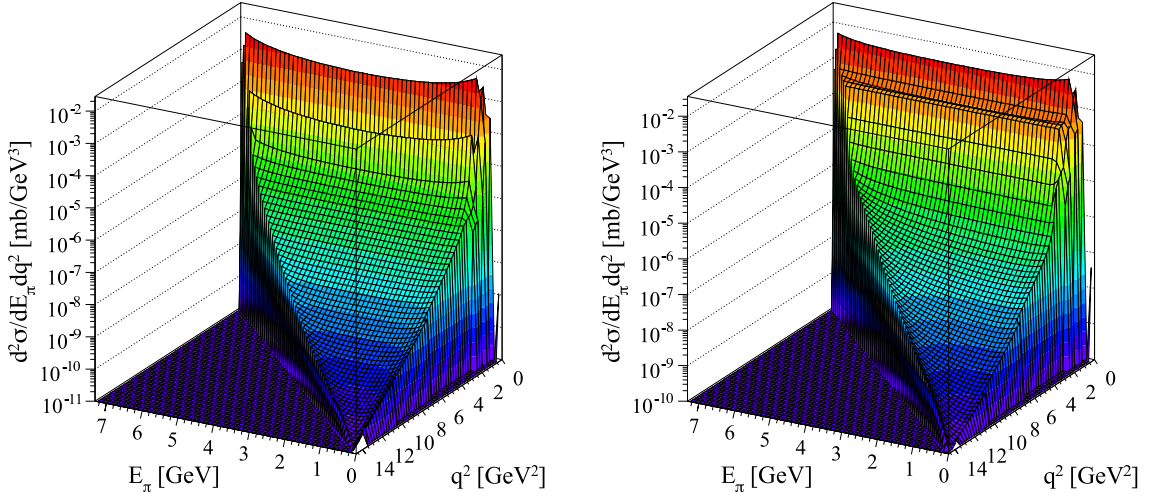 d²σ/dE_π dq² [mb/GeV³]
10⁻²
10⁻³
10⁻⁴
10⁻⁵
10⁻⁶
10⁻⁷
10⁻⁸
10⁻⁹
10⁻¹⁰
10⁻¹¹
7 6 5 4 3 2 1 0
E_π [GeV]
14 12 10 8 6 4 2 0
q² [GeV²]
d²σ/dE_π dq² [mb/GeV³]
10⁻²
10⁻³
10⁻⁴
10⁻⁵
10⁻⁶
10⁻⁷
10⁻⁸
10⁻⁹
10⁻¹⁰
7 6 5 4 3 2 1 0
E_π [GeV]
14 12 10 8 6 4 2 0
q² [GeV²]